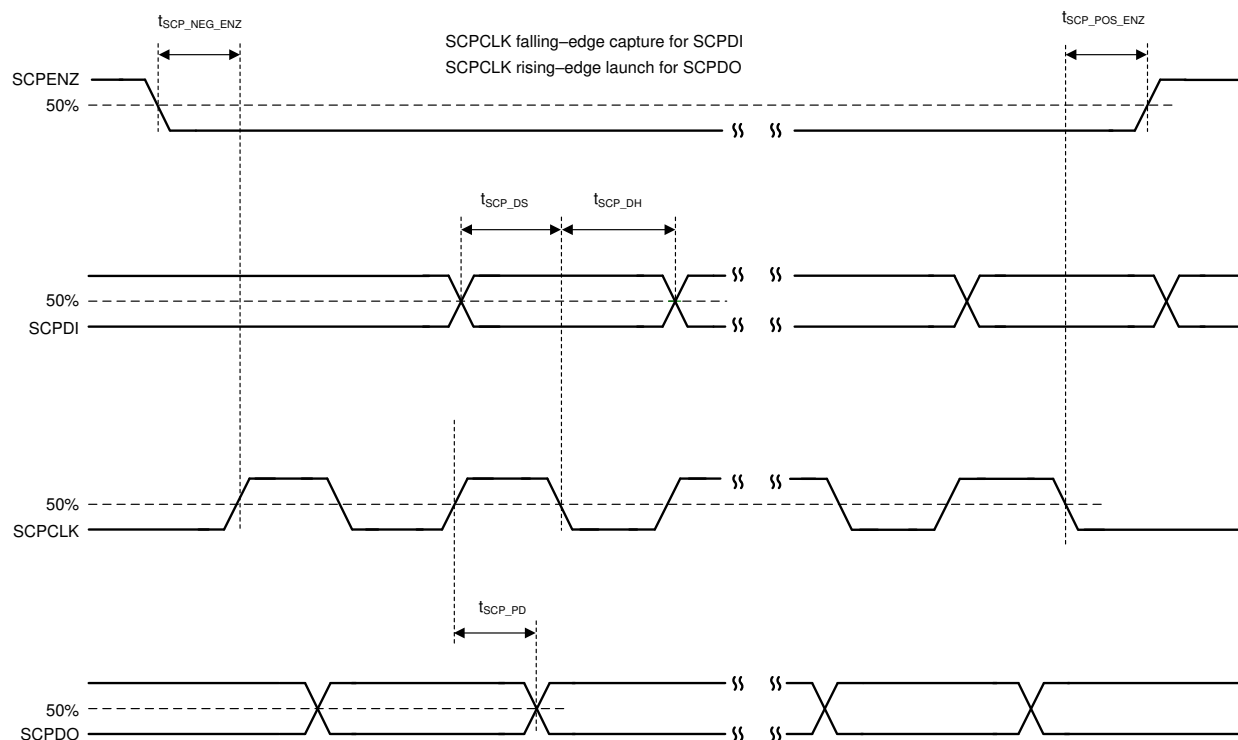 tSCP_NEG_ENZ
tSCP_POS_ENZ
SCPCLK falling–edge capture for SCPDI
SCPCLK rising–edge launch for SCPDO
SCPENZ
50%
tSCP_DS
tSCP_DH
50%
SCPDI
50%
SCPCLK
tSCP_PD
50%
SCPDO